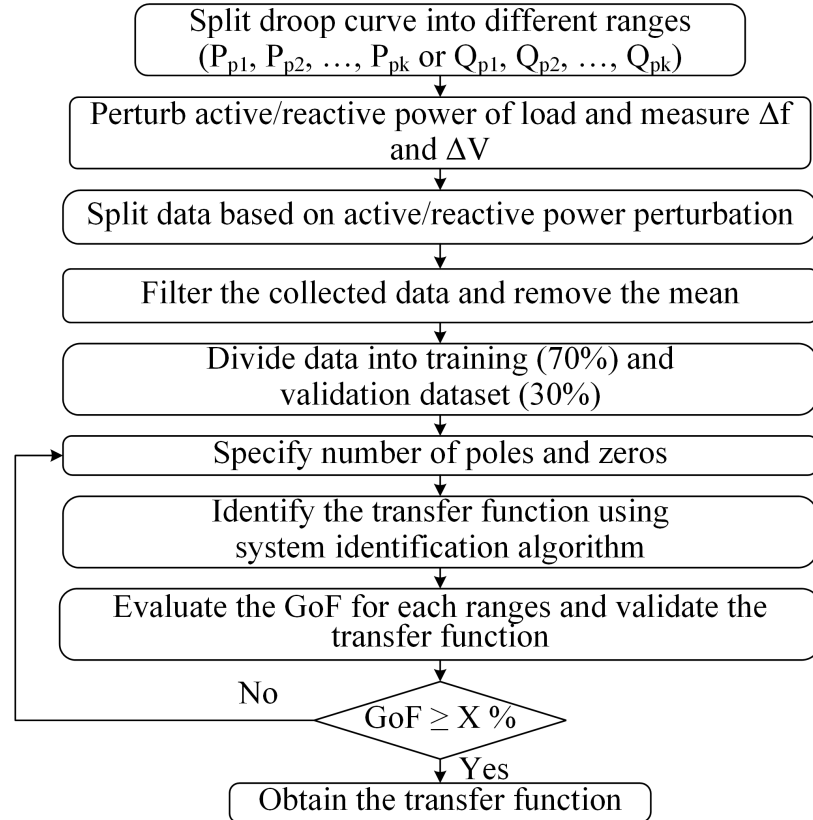 Split droop curve into different ranges
(Pp1, Pp2, …, Ppk or Qp1, Qp2, …, Qpk)
Perturb active/reactive power of load and measure Δf
and ΔV
Split data based on active/reactive power perturbation
Filter the collected data and remove the mean
Divide data into training (70%) and
validation dataset (30%)
Specify number of poles and zeros
Identify the transfer function using
system identification algorithm
Evaluate the GoF for each ranges and validate the
transfer function
No
GoF ≥ X %
Yes
Obtain the transfer function